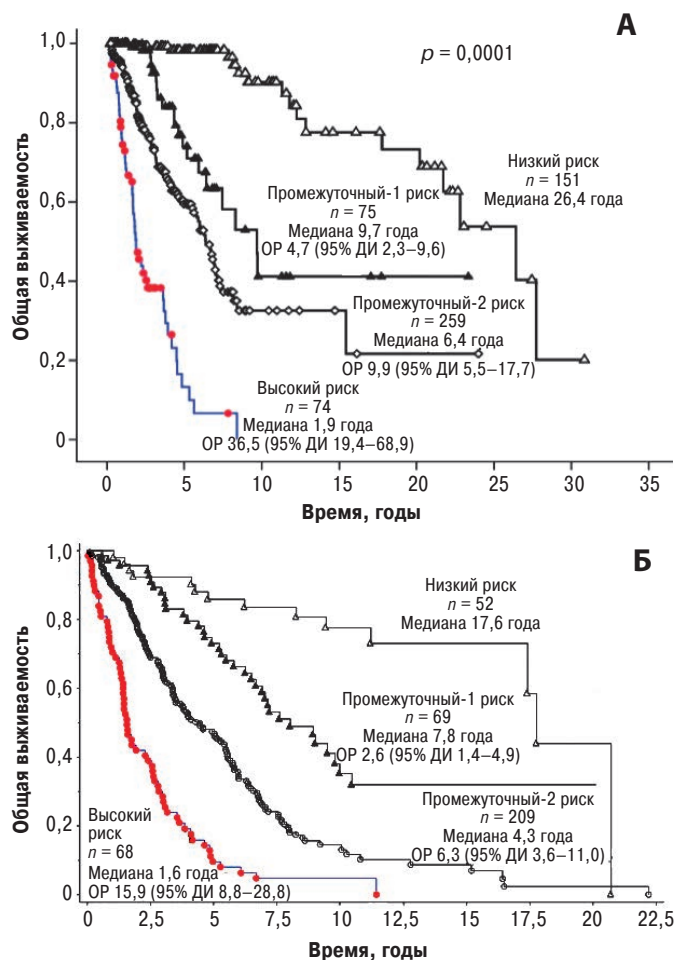 А
p = 0,0001
Общая выживаемость
1,0
0,8
0,6
0,4
0,2
0
Низкий риск
n = 151
Медиана 26,4 года
Промежуточный-1 риск
n = 75
Медиана 9,7 года
ОР 4,7 (95% ДИ 2,3–9,6)
Промежуточный-2 риск
n = 259
Медиана 6,4 года
ОР 9,9 (95% ДИ 5,5–17,7)
Высокий риск
n = 74
Медиана 1,9 года
ОР 36,5 (95% ДИ 19,4–68,9)
0 5 10 15 20 25 30 35
Время, годы
Б
Общая выживаемость
1,0
0,8
0,6
0,4
0,2
0
Низкий риск
n = 52
Медиана 17,6 года
Промежуточный-1 риск
n = 69
Медиана 7,8 года
ОР 2,6 (95% ДИ 1,4–4,9)
Промежуточный-2 риск
n = 209
Медиана 4,3 года
ОР 6,3 (95% ДИ 3,6–11,0)
Высокий
риск
n = 68
Медиана 1,6 года
ОР 15,9 (95% ДИ 8,8–28,8)
0 2,5 5 7,5 10 12,5 15 17,5 20 22,5
Время, годы